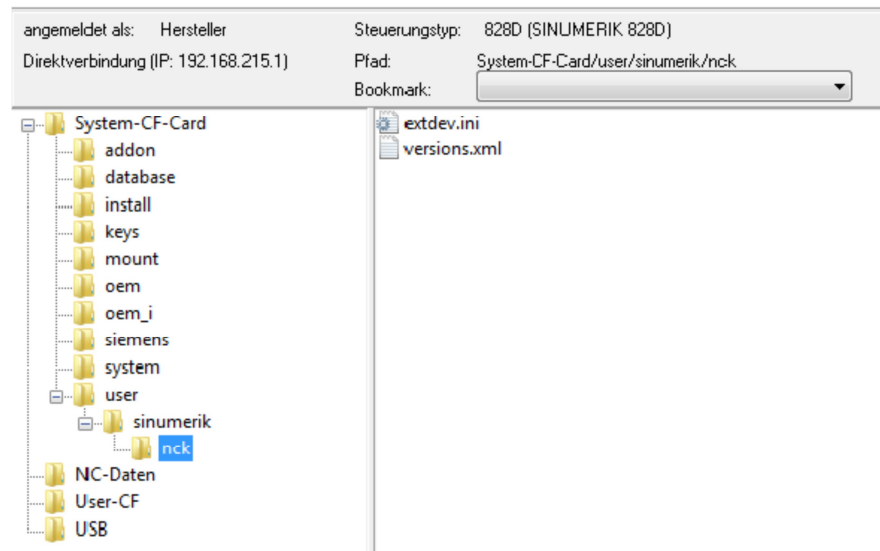 angemeldet als: Hersteller Steuerungstyp: 828D (SINUMERIK 828D)
Direktverbindung (IP: 192.168.215.1) Pfad: System-CF-Card/user/sinumerik/nck
Bookmark:
System-CF-Card
addon
database
install
keys
mount
oem
oem_i
siemens
system
user
sinumerik
nck
NC-Daten
User-CF
USB
extdev.ini
versions.xml